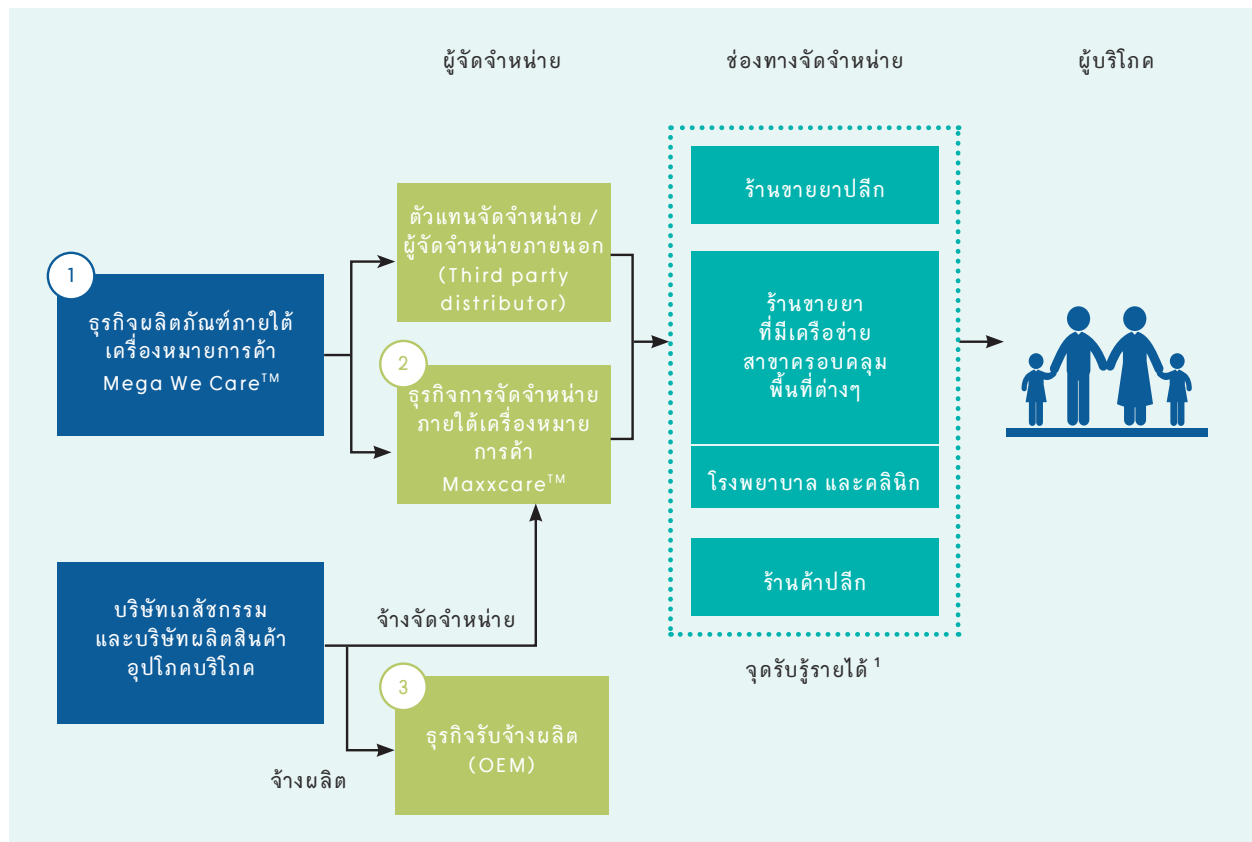 ผู้จัดจำหน่าย
ช่องทางจัดจำหน่าย
ผู้บริโภค
1
ธุรกิจผลิตภัณฑ์ภายใต้
เครื่องหมายการค้า
Mega We Care™
ตัวแทนจัดจำหน่าย /
ผู้จัดจำหน่ายภายนอก
(Third party
distributor)
2
ธุรกิจการจัดจำหน่าย
ภายใต้เครื่องหมาย
การค้า
Maxxcare™
ร้านขายยาปลีก
ร้านขายยา
ที่มีเครือข่าย
สาขาครอบคลุม
พื้นที่ต่างๆ
โรงพยาบาล และคลินิก
ร้านค้าปลีก
จุดรับรู้รายได้ ¹
บริษัทเภสัชกรรม
และบริษัทผลิตสินค้า
อุปโภคบริโภค
จ้างจัดจำหน่าย
3
ธุรกิจรับจ้างผลิต
(OEM)
จ้างผลิต